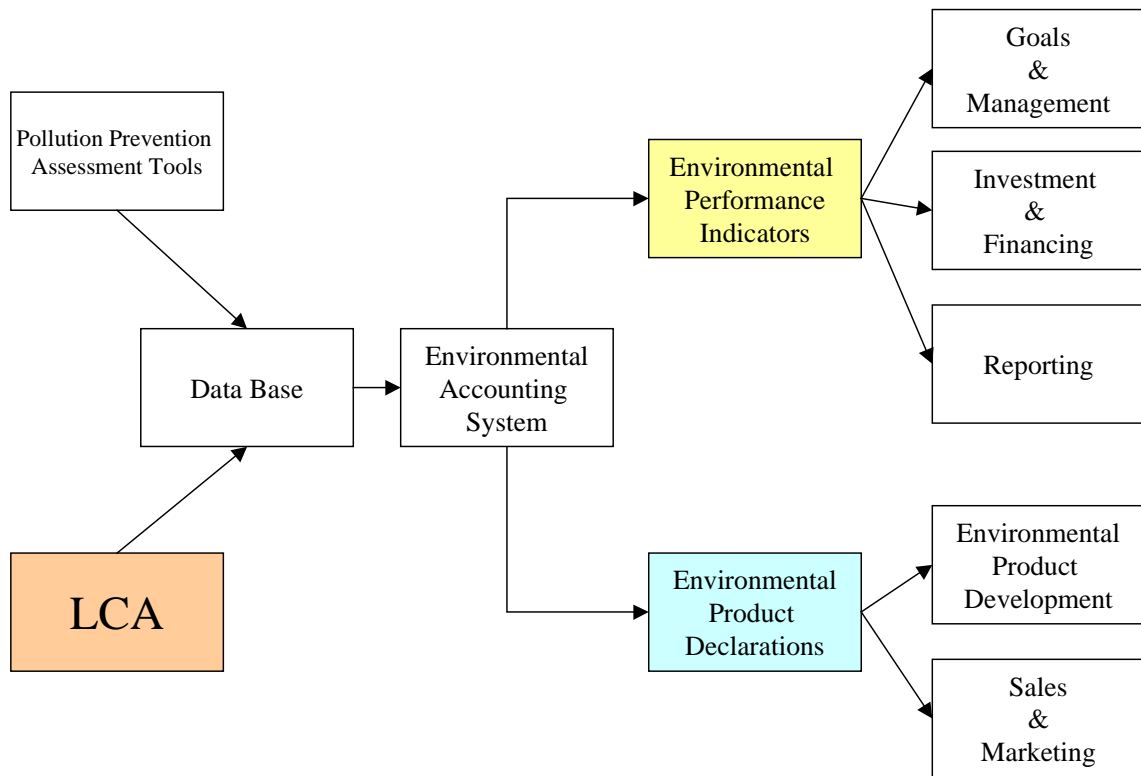 Pollution Prevention
Assessment Tools
Data Base
LCA
Environmental
Accounting
System
Environmental
Performance
Indicators
Environmental
Product
Declarations
Goals
&
Management
Investment
&
Financing
Reporting
Environmental
Product
Development
Sales
&
Marketing